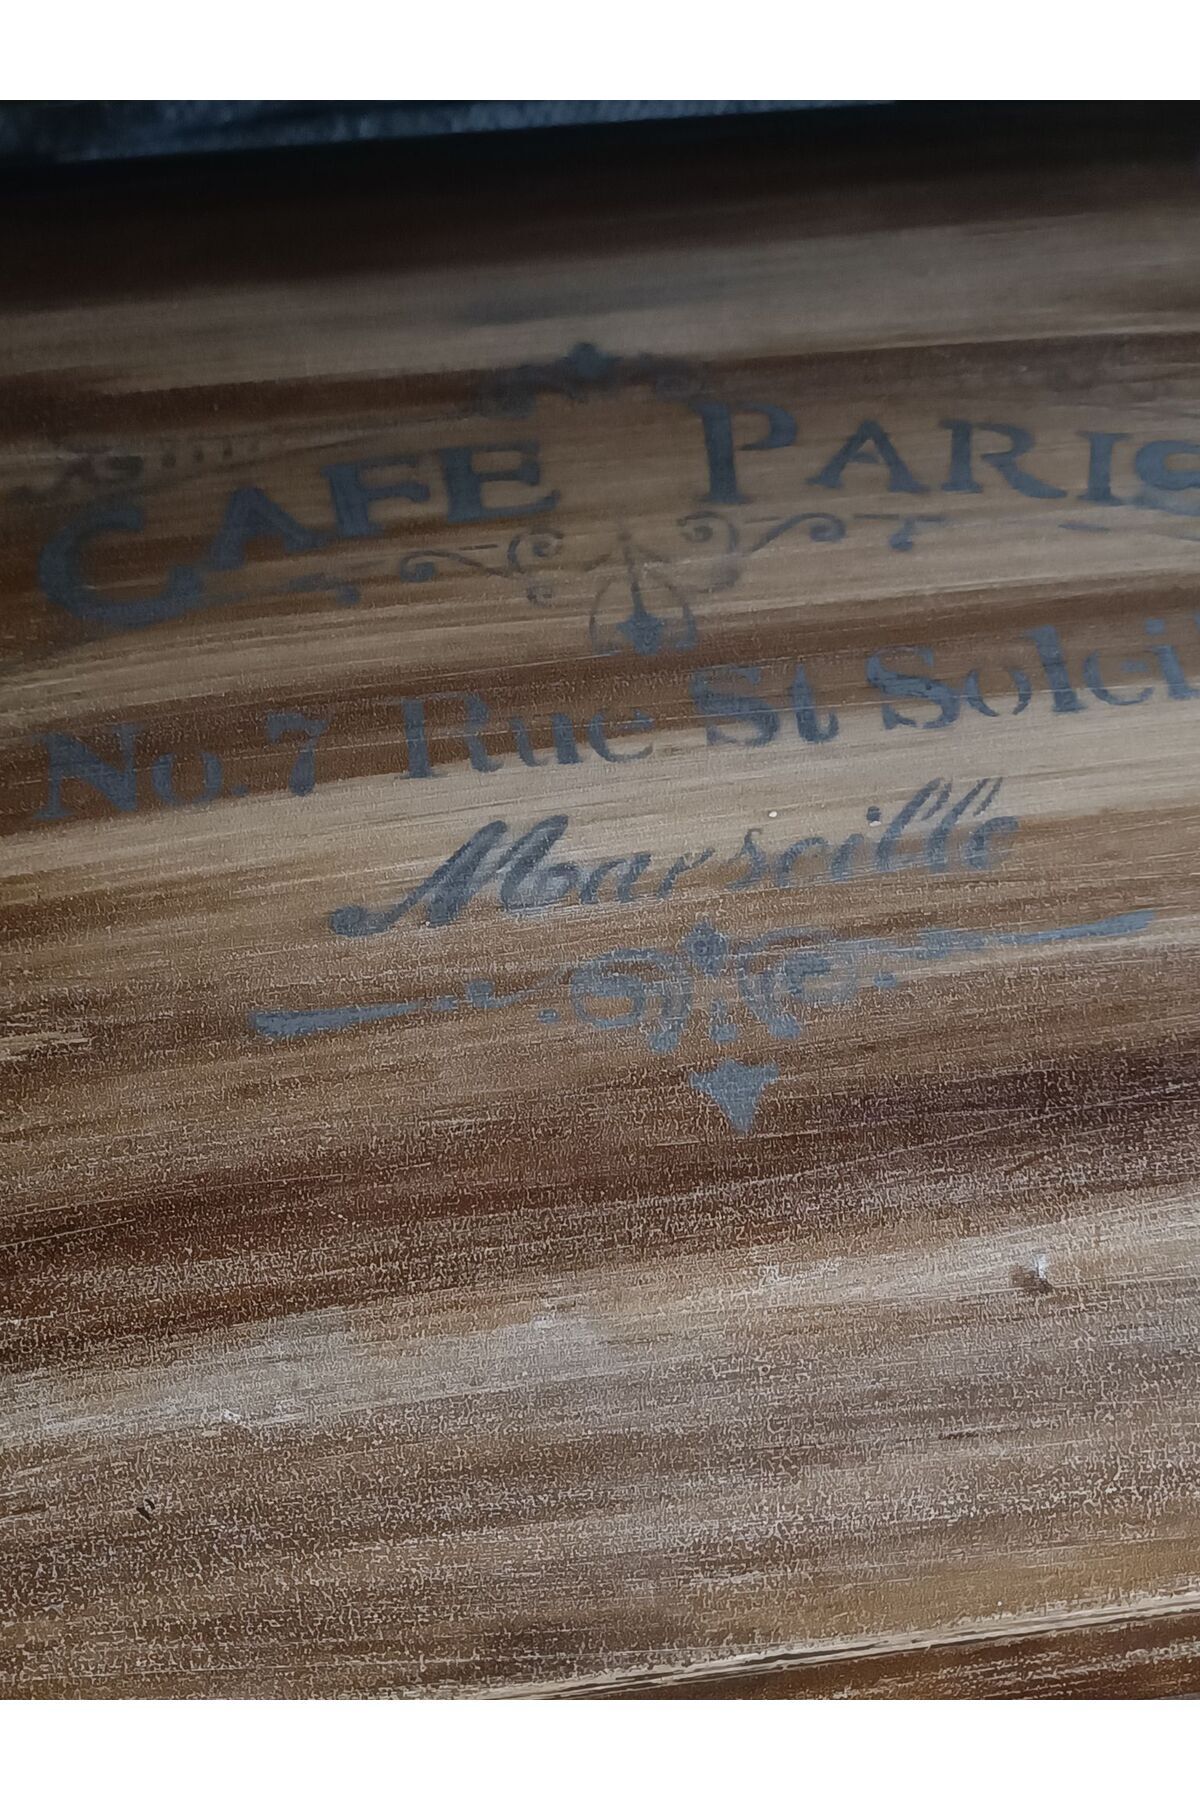 CAFE PARIS
No. 7 Rue St Soleil
Marseille